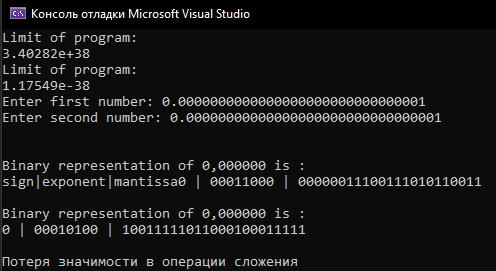 Консоль отладки Microsoft Visual Studio
Limit of program:
3.40282e+38
Limit of program:
1.17549e-38
Enter first number: 0.0000000000000000000000000000001
Enter second number: 0.00000000000000000000000000000001
Binary representation of 0,000000 is :
sign|exponent|mantissa0 | 00011000 | 00000011100111010110011
Binary representation of 0,000000 is :
0 | 00010100 | 10011111011000100011111
Потеря значимости в операции сложения